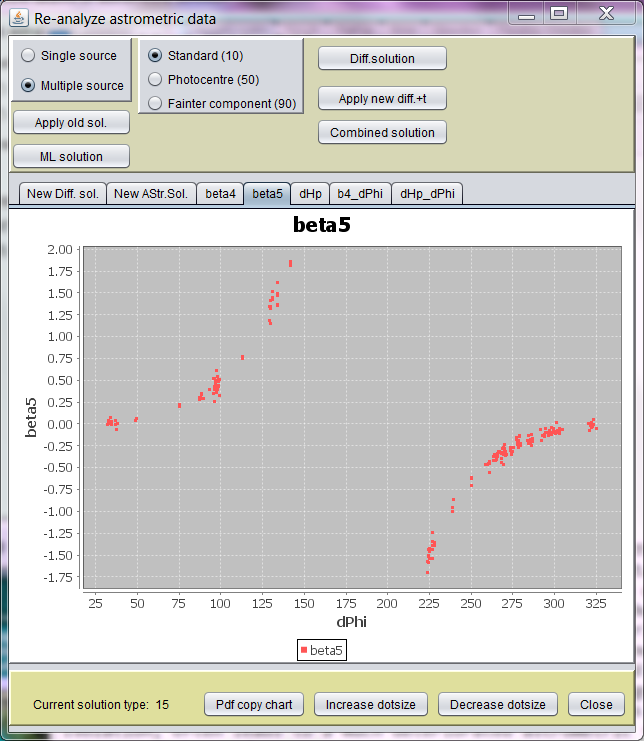 Re-analyze astrometric data
Single source
Multiple source
Apply old sol.
ML solution
Standard (10)
Photocentre (50)
Fainter component (90)
Diff.solution
Apply new diff.+t
Combined solution
New Diff. sol. New AStr.Sol. beta4 beta5 dHp b4_dPhi dHp_dPhi
beta5
2.00
1.75
1.50
1.25
1.00
0.75
0.50
0.25
0.00
-0.25
-0.50
-0.75
-1.00
-1.25
-1.50
-1.75
beta5
25 50 75 100 125 150 175 200 225 250 275 300 325
dPhi
beta5
Current solution type: 15 Pdf copy chart Increase dotsize Decrease dotsize Close